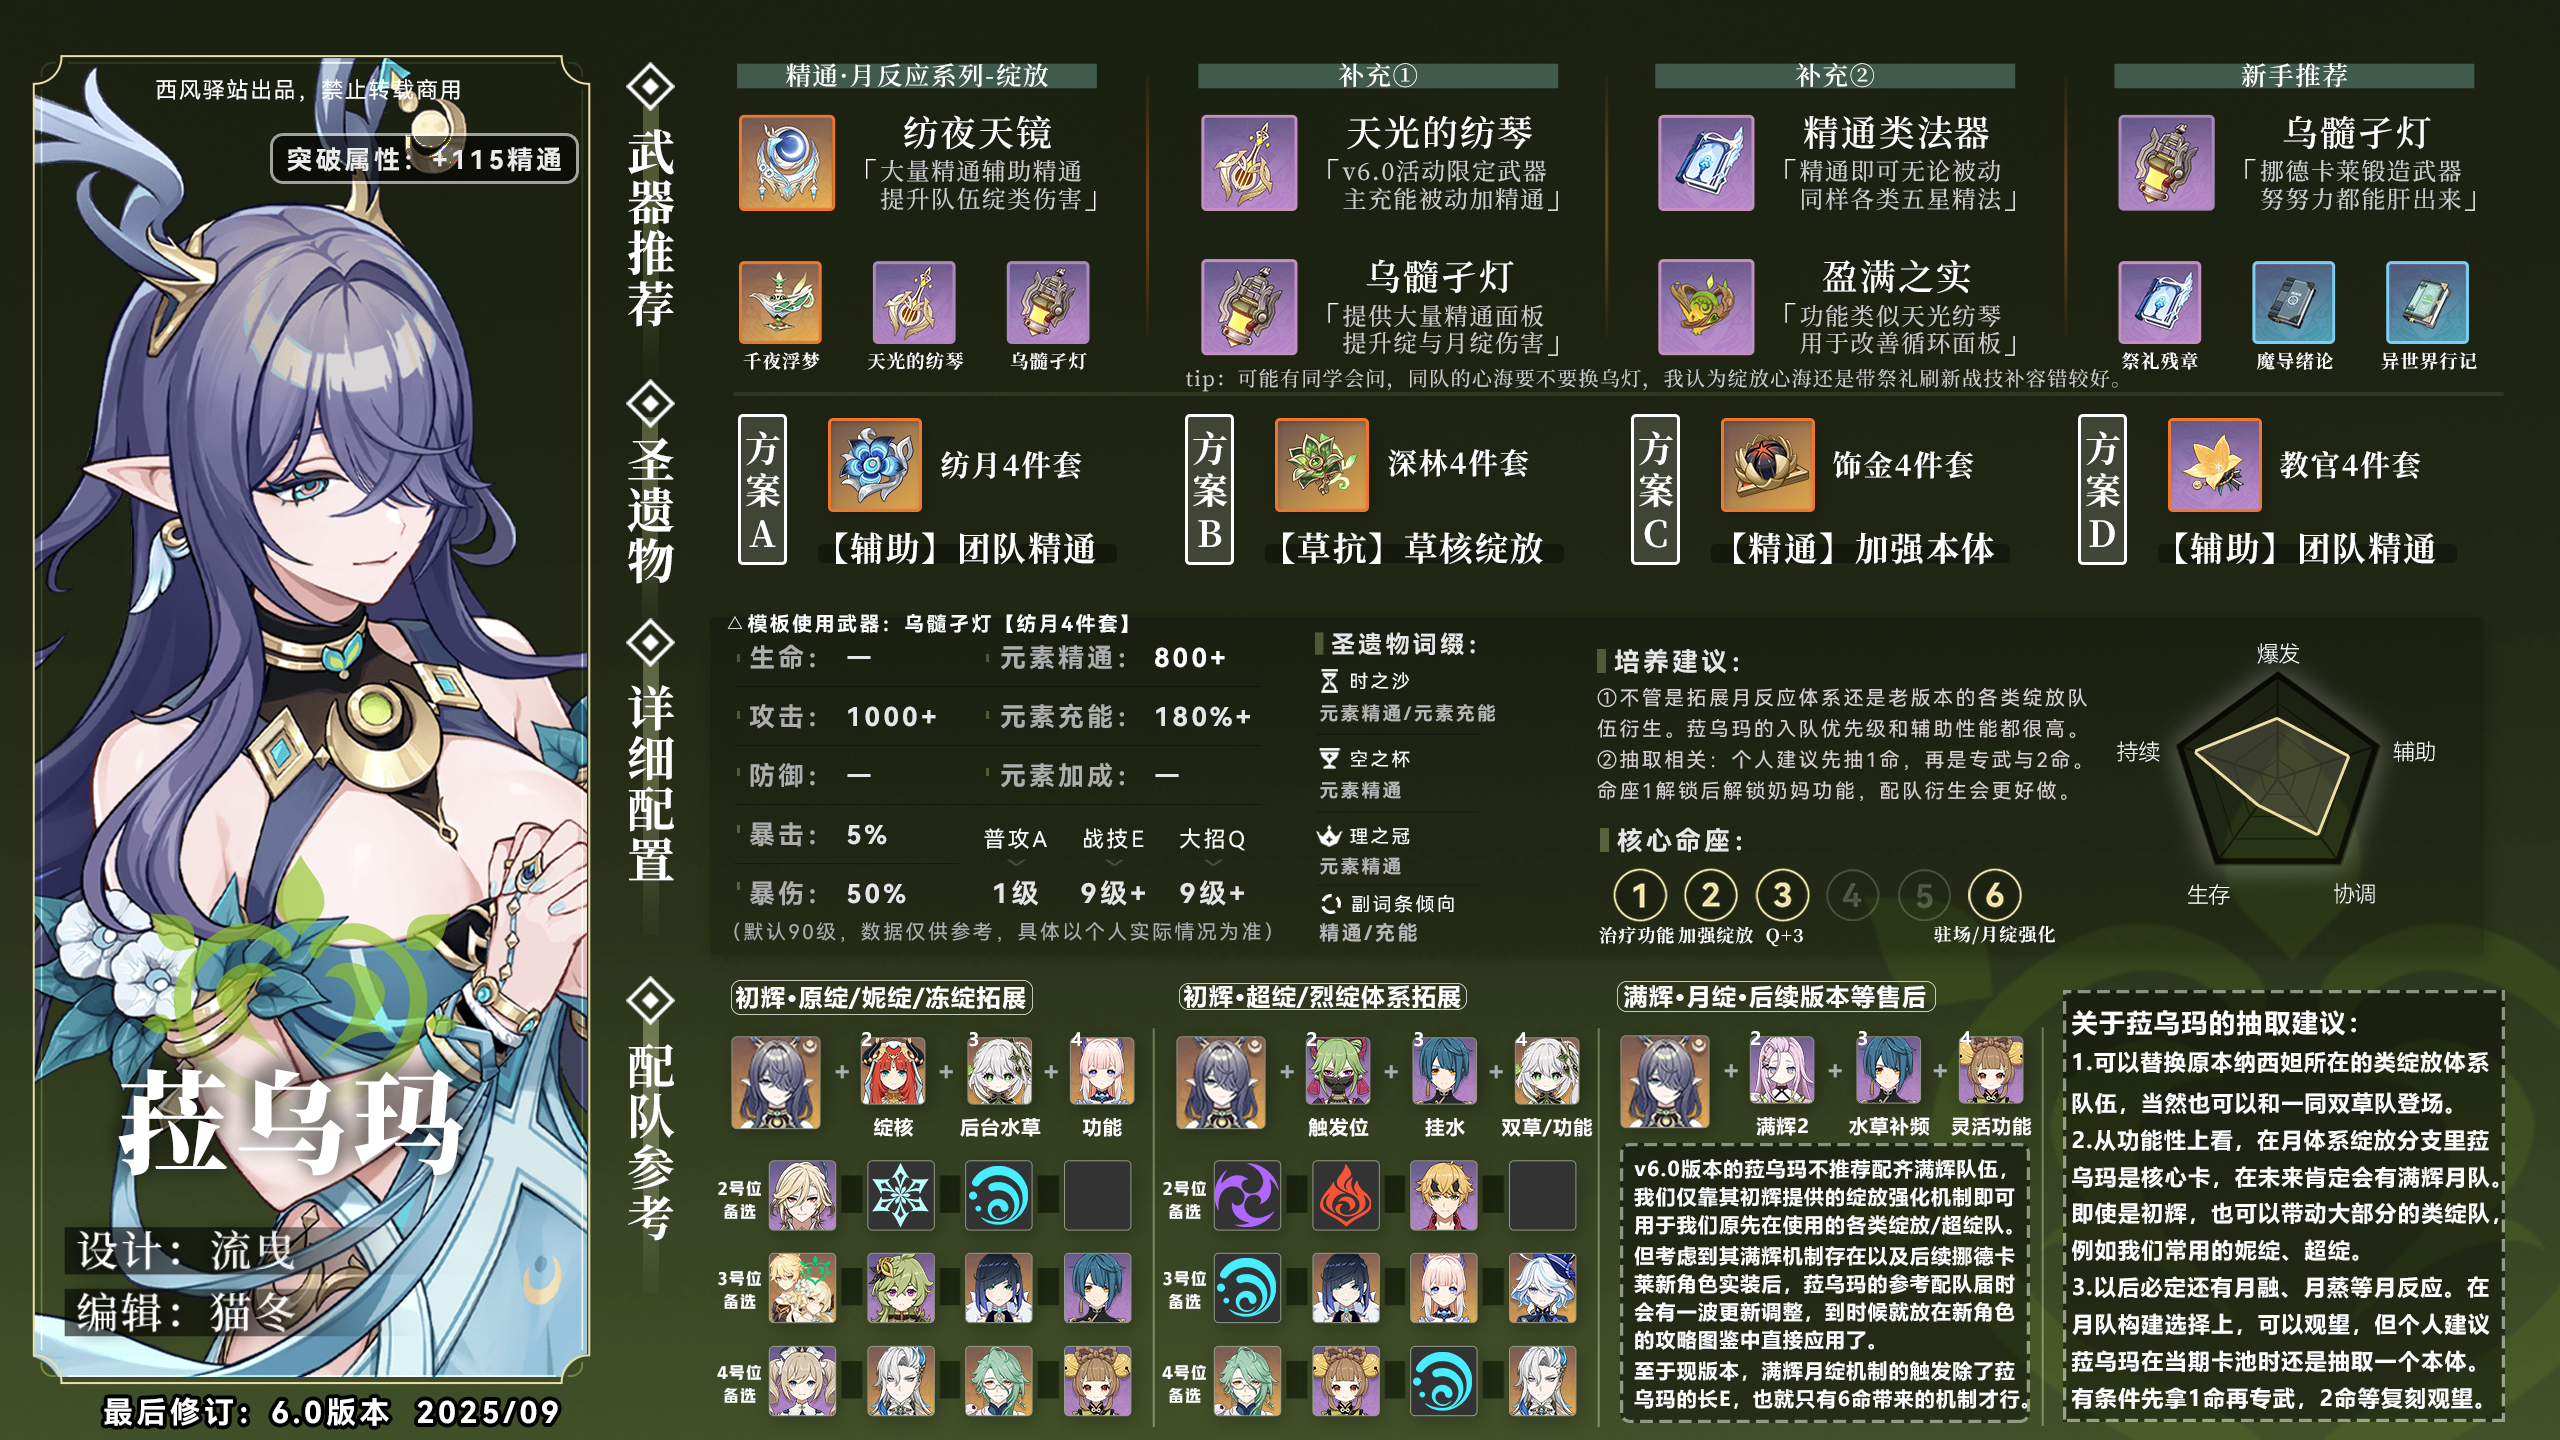 西风驿站出品，禁止转载商用
突破属性：+115精通
菈乌玛
设计：流曳
编辑：猫冬
最后修订：6.0版本 2025/09
武器推荐
精通·月反应系列-绽放
纺夜天镜
「大量精通辅助精通
提升队伍绽类伤害」
千夜浮梦
天光的纺琴
乌髓孑灯
补充①
天光的纺琴
「v6.0活动限定武器
主充能被动加精通」
乌髓孑灯
「提供大量精通面板
提升绽与月绽伤害」
补充②
精通类法器
「精通即可无论被动
同样各类五星精法」
盈满之实
「功能类似天光纺琴
用于改善循环面板」
新手推荐
乌髓孑灯
「挪德卡莱锻造武器
努努力都能肝出来」
祭礼残章
魔导绪论
异世界行记
tip：可能有同学会问，同队的心海要不要换乌灯，我认为绽放心海还是带祭礼刷新战技补容错较好。
圣遗物
方案A
纺月4件套
【辅助】团队精通
方案B
深林4件套
【草抗】草核绽放
方案C
饰金4件套
【精通】加强本体
方案D
教官4件套
【辅助】团队精通
详细配置
△模板使用武器：乌髓孑灯【纺月4件套】
生命：—
元素精通：800+
攻击：1000+
元素充能：180%+
防御：—
元素加成：—
暴击：5%
普攻A 战技E 大招Q
暴伤：50%
1级 9级+ 9级+
(默认90级，数据仅供参考，具体以个人实际情况为准)
圣遗物词缀：
时之沙
元素精通/元素充能
空之杯
元素精通
理之冠
元素精通
副词条倾向
精通/充能
培养建议：
①不管是拓展月反应体系还是老版本的各类绽放队
伍衍生。菈乌玛的入队优先级和辅助性能都很高。
②抽取相关：个人建议先抽1命，再是专武与2命。
命座1解锁后解锁奶妈功能，配队衍生会更好做。
核心命座：
1 2 3 4 5 6
治疗功能 加强绽放 Q+3 驻场/月绽强化
爆发
辅助
协调
生存
持续
配队参考
初辉·原绽/妮绽/冻绽拓展
2 3 4
绽核 后台水草 功能
2号位
备选
3号位
备选
4号位
备选
初辉·超绽/烈绽体系拓展
2 3 4
触发位 挂水 双草/功能
2号位
备选
3号位
备选
4号位
备选
满辉·月绽·后续版本等售后
2 3 4
满辉2 水草补频 灵活功能
v6.0版本的菈乌玛不推荐配齐满辉队伍，
我们仅靠其初辉提供的绽放强化机制即可
用于我们原先在使用的各类绽放/超绽队。
但考虑到其满辉机制存在以及后续挪德卡
莱新角色实装后，菈乌玛的参考配队届时
会有一波更新调整，到时候就放在新角色
的攻略图鉴中直接应用了。
至于现版本，满辉月绽机制的触发除了菈
乌玛的长E，也就只有6命带来的机制才行。
关于菈乌玛的抽取建议：
1.可以替换原本纳西妲所在的类绽放体系
队伍，当然也可以和一同双草队登场。
2.从功能性上看，在月体系绽放分支里菈
乌玛是核心卡，在未来肯定会有满辉月队。
即使是初辉，也可以带动大部分的类绽队，
例如我们常用的妮绽、超绽。
3.以后必定还有月融、月蒸等月反应。在
月队构建选择上，可以观望，但个人建议
菈乌玛在当期卡池时还是抽取一个本体。
有条件先拿1命再专武，2命等复刻观望。